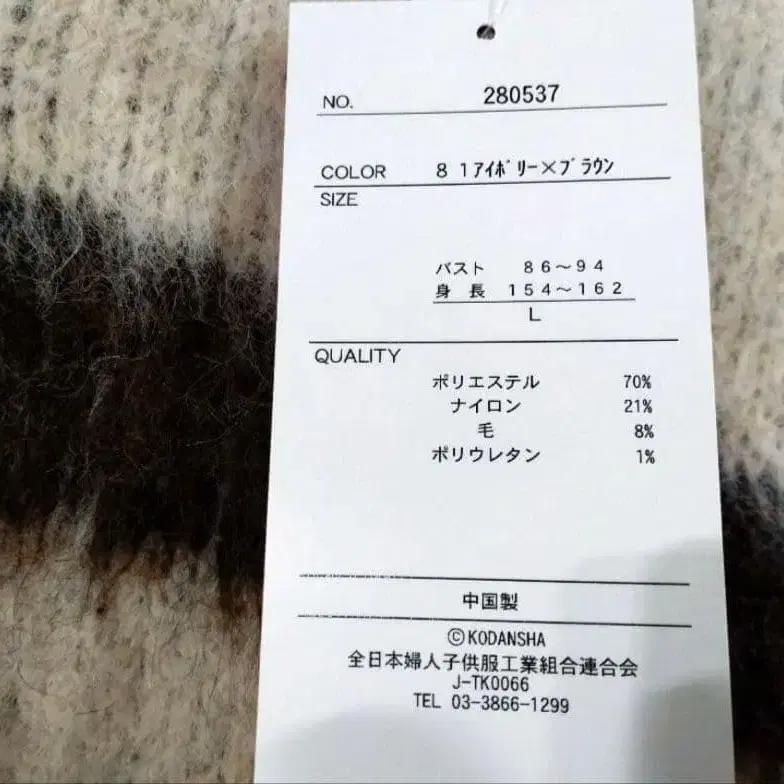 NO. 280537
COLOR 81アイボリー×ブラウン
SIZE
バスト 86～94
身長 154～162
L
QUALITY
ポリエステル 70%
ナイロン 21%
毛 8%
ポリウレタン 1%
中国製
©KODANSHA
全日本婦人子供服工業組合連合会
J-TK0066
TEL 03-3866-1299